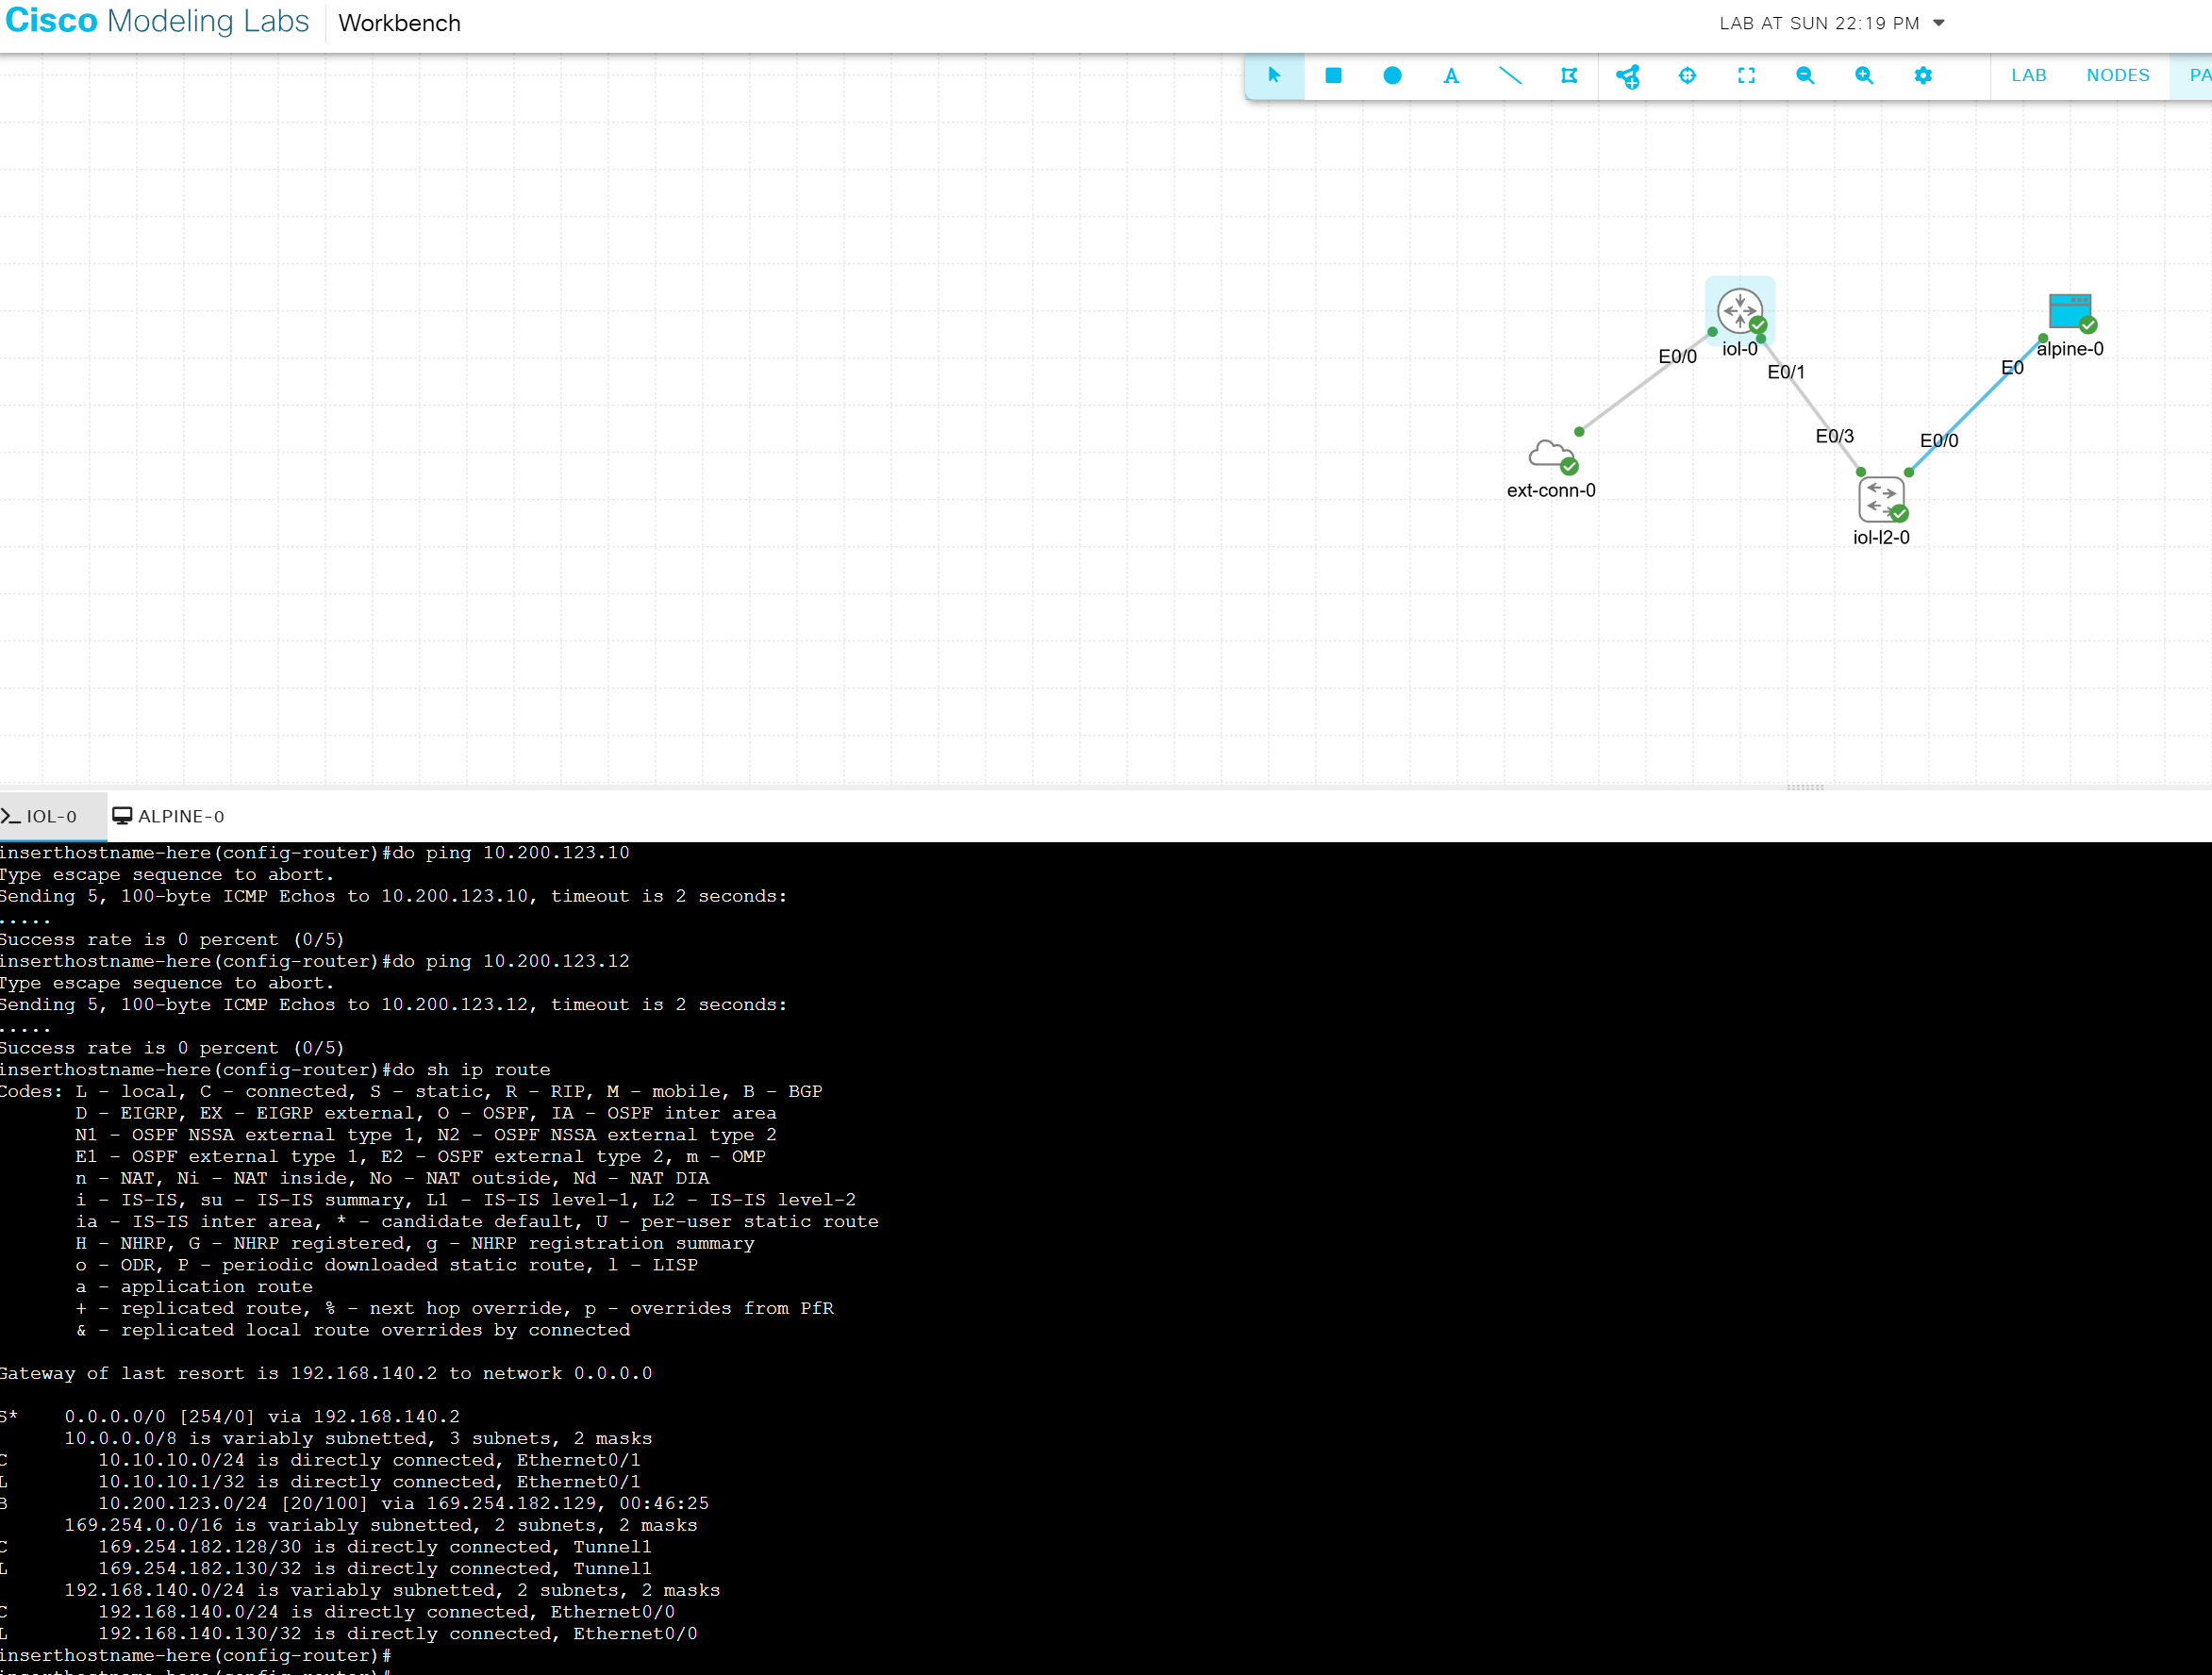 Cisco Modeling Labs Workbench
LAB AT SUN 22:19 PM
A
LAB NODES PA
iol-0
alpine-0
E0/0
E0/1
E0
E0/3
E0/0
ext-conn-0
iol-l2-0
IOL-0 ALPINE-0
inserthostname-here(config-router)#do ping 10.200.123.10
Type escape sequence to abort.
Sending 5, 100-byte ICMP Echos to 10.200.123.10, timeout is 2 seconds:
.....
Success rate is 0 percent (0/5)
inserthostname-here(config-router)#do ping 10.200.123.12
Type escape sequence to abort.
Sending 5, 100-byte ICMP Echos to 10.200.123.12, timeout is 2 seconds:
.....
Success rate is 0 percent (0/5)
inserthostname-here(config-router)#do sh ip route
Codes: L - local, C - connected, S - static, R - RIP, M - mobile, B - BGP
D - EIGRP, EX - EIGRP external, O - OSPF, IA - OSPF inter area
N1 - OSPF NSSA external type 1, N2 - OSPF NSSA external type 2
E1 - OSPF external type 1, E2 - OSPF external type 2, m - OMP
n - NAT, Ni - NAT inside, No - NAT outside, Nd - NAT DIA
i - IS-IS, su - IS-IS summary, L1 - IS-IS level-1, L2 - IS-IS level-2
ia - IS-IS inter area, * - candidate default, U - per-user static route
H - NHRP, G - NHRP registered, g - NHRP registration summary
o - ODR, P - periodic downloaded static route, l - LISP
a - application route
+ - replicated route, % - next hop override, p - overrides from PfR
& - replicated local route overrides by connected
Gateway of last resort is 192.168.140.2 to network 0.0.0.0
S* 0.0.0.0/0 [254/0] via 192.168.140.2
10.0.0.0/8 is variably subnetted, 3 subnets, 2 masks
C 10.10.10.0/24 is directly connected, Ethernet0/1
L 10.10.10.1/32 is directly connected, Ethernet0/1
B 10.200.123.0/24 [20/100] via 169.254.182.129, 00:46:25
169.254.0.0/16 is variably subnetted, 2 subnets, 2 masks
C 169.254.182.128/30 is directly connected, Tunnel1
L 169.254.182.130/32 is directly connected, Tunnel1
192.168.140.0/24 is variably subnetted, 2 subnets, 2 masks
C 192.168.140.0/24 is directly connected, Ethernet0/0
L 192.168.140.130/32 is directly connected, Ethernet0/0
inserthostname-here(config-router)#
inserthostname-here(config-router)#